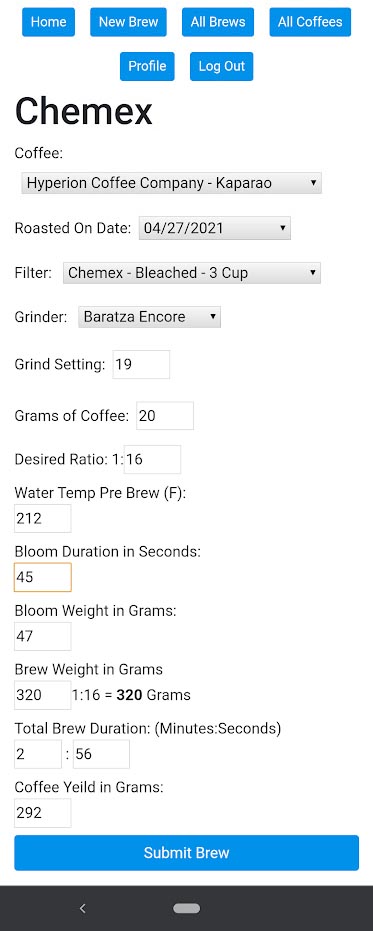 Home New Brew All Brews All Coffees
Profile Log Out
Chemex
Coffee:
Hyperion Coffee Company - Kaparao
Roasted On Date: 04/27/2021
Filter: Chemex - Bleached - 3 Cup
Grinder: Baratza Encore
Grind Setting: 19
Grams of Coffee: 20
Desired Ratio: 1:16
Water Temp Pre Brew (F):
212
Bloom Duration in Seconds:
45
Bloom Weight in Grams:
47
Brew Weight in Grams
320 1:16 = 320 Grams
Total Brew Duration: (Minutes:Seconds)
2 : 56
Coffee Yeild in Grams:
292
Submit Brew